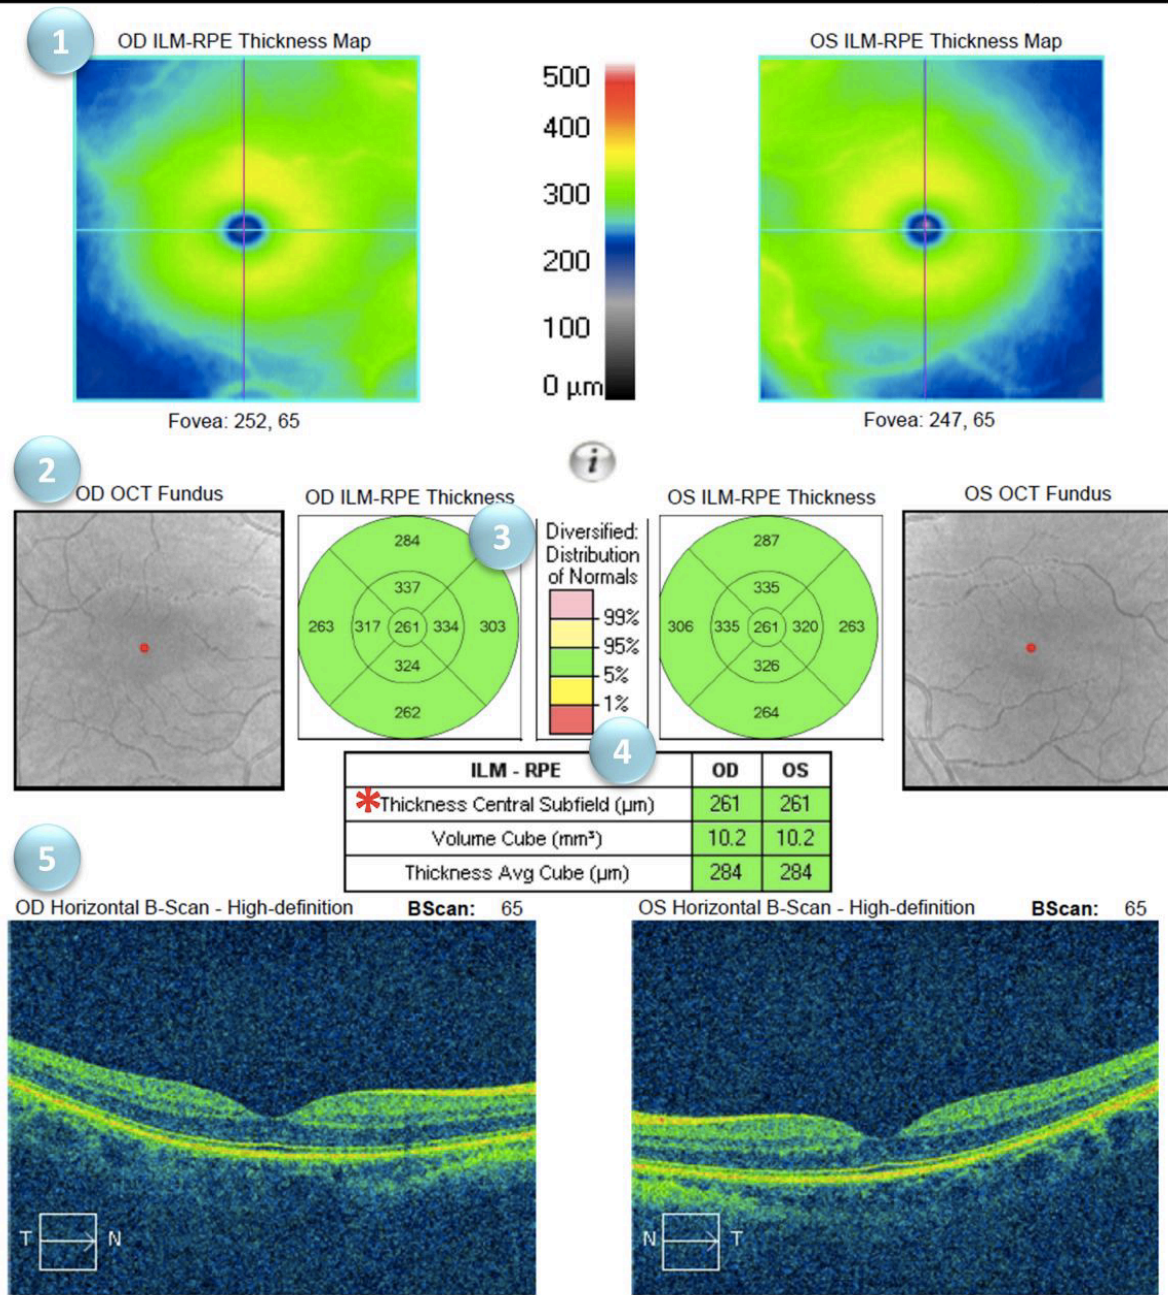 1
OD ILM-RPE Thickness Map
OS ILM-RPE Thickness Map
500
400
300
200
100
0 µm
Fovea: 252, 65
Fovea: 247, 65
i
2
OD OCT Fundus
OD ILM-RPE Thickness
OS ILM-RPE Thickness
OS OCT Fundus
3
284
337
263 317 261 334 303
324
262
Diversified:
Distribution
of Normals
99%
95%
5%
1%
287
335
306 335 261 320 263
326
264
4
ILM - RPE OD OS
*Thickness Central Subfield (µm) 261 261
Volume Cube (mm³) 10.2 10.2
Thickness Avg Cube (µm) 284 284
5
OD Horizontal B-Scan - High-definition BScan: 65
OS Horizontal B-Scan - High-definition BScan: 65
T N
N T